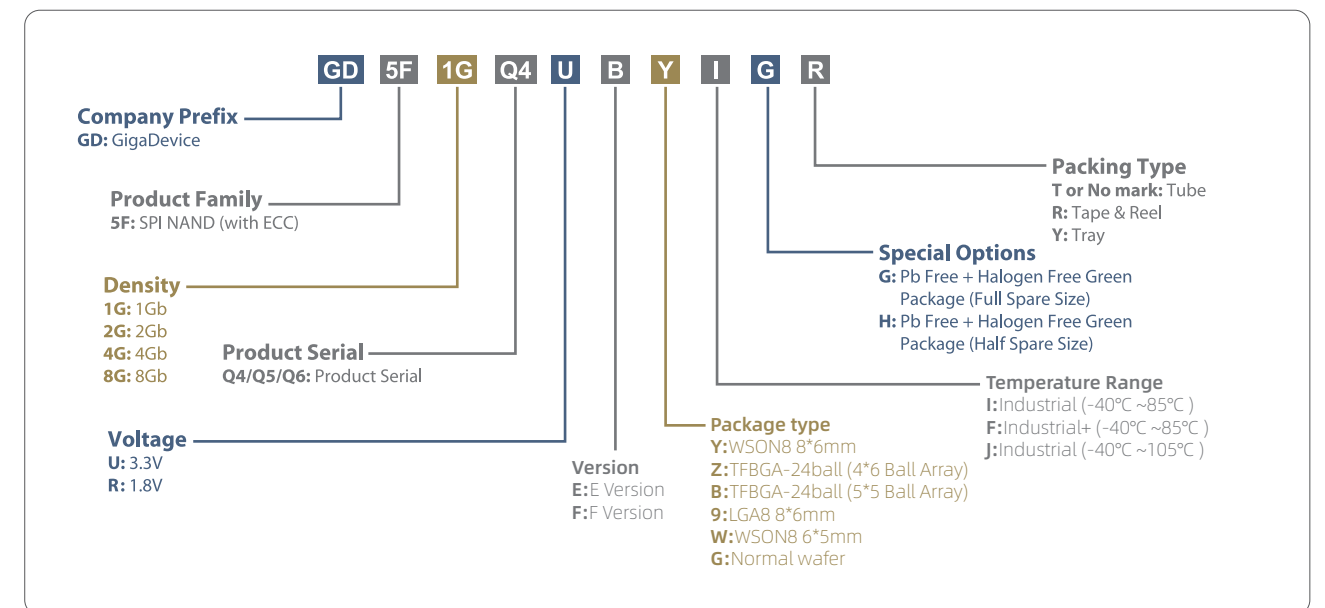 GD 5F 1G Q4 U B Y I G R
Company Prefix
GD: GigaDevice
Product Family
5F: SPI NAND (with ECC)
Density
1G: 1Gb
2G: 2Gb
4G: 4Gb
8G: 8Gb
Product Serial
Q4/Q5/Q6: Product Serial
Voltage
U: 3.3V
R: 1.8V
Version
E:E Version
F:F Version
Package type
Y:WSON8 8*6mm
Z:TFBGA-24ball (4*6 Ball Array)
B:TFBGA-24ball (5*5 Ball Array)
9:LGA8 8*6mm
W:WSON8 6*5mm
G:Normal wafer
Temperature Range
I:Industrial (-40℃ ~85℃ )
F:Industrial+ (-40℃ ~85℃ )
J:Industrial (-40℃ ~105℃ )
Special Options
G: Pb Free + Halogen Free Green
Package (Full Spare Size)
H: Pb Free + Halogen Free Green
Package (Half Spare Size)
Packing Type
T or No mark: Tube
R: Tape & Reel
Y: Tray